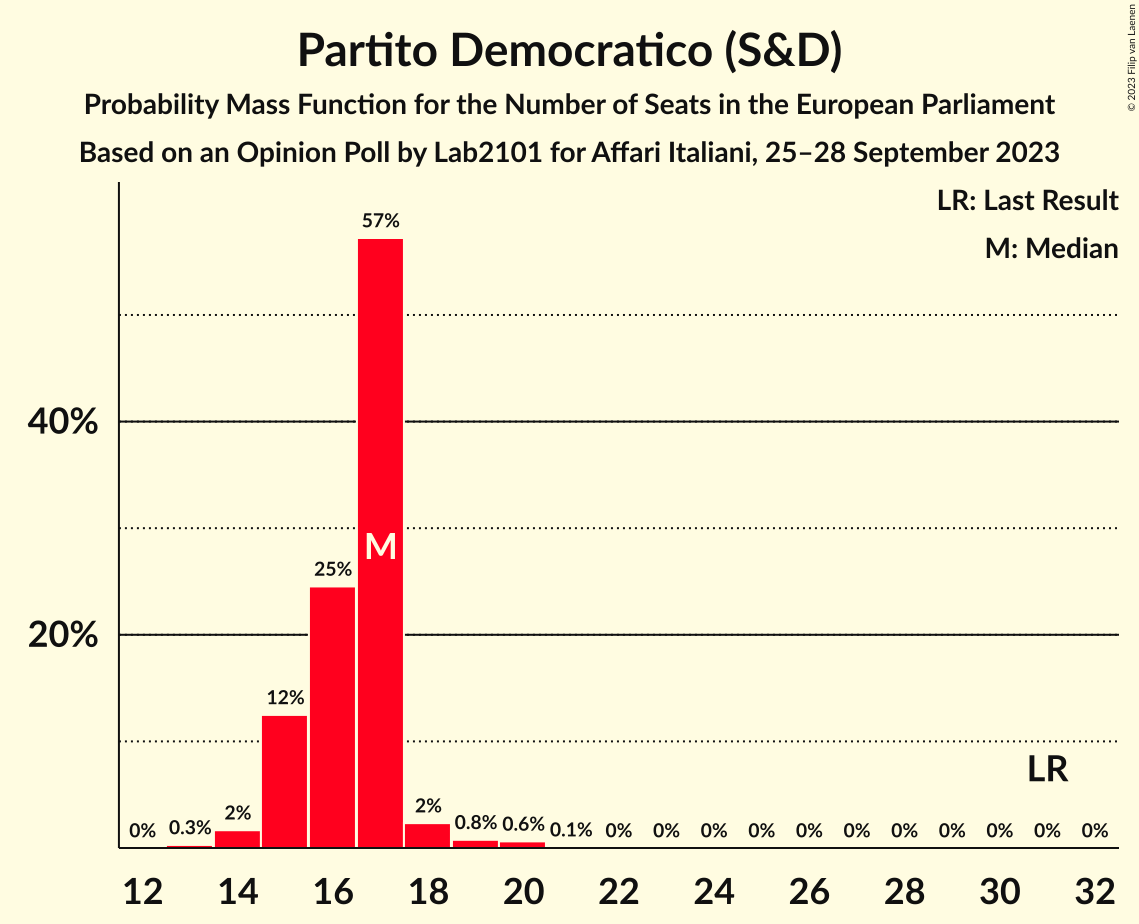 Partito Democratico (S&D)
Probability Mass Function for the Number of Seats in the European Parliament
Based on an Opinion Poll by Lab2101 for Affari Italiani, 25–28 September 2023
© 2023 Filip van Laenen
LR: Last Result
M: Median
57%
40%
M
25%
20%
12%
LR
0% 0.3% 2% 2% 0.8% 0.6% 0.1% 0% 0% 0% 0% 0% 0% 0% 0% 0% 0% 0%
12 14 16 18 20 22 24 26 28 30 32